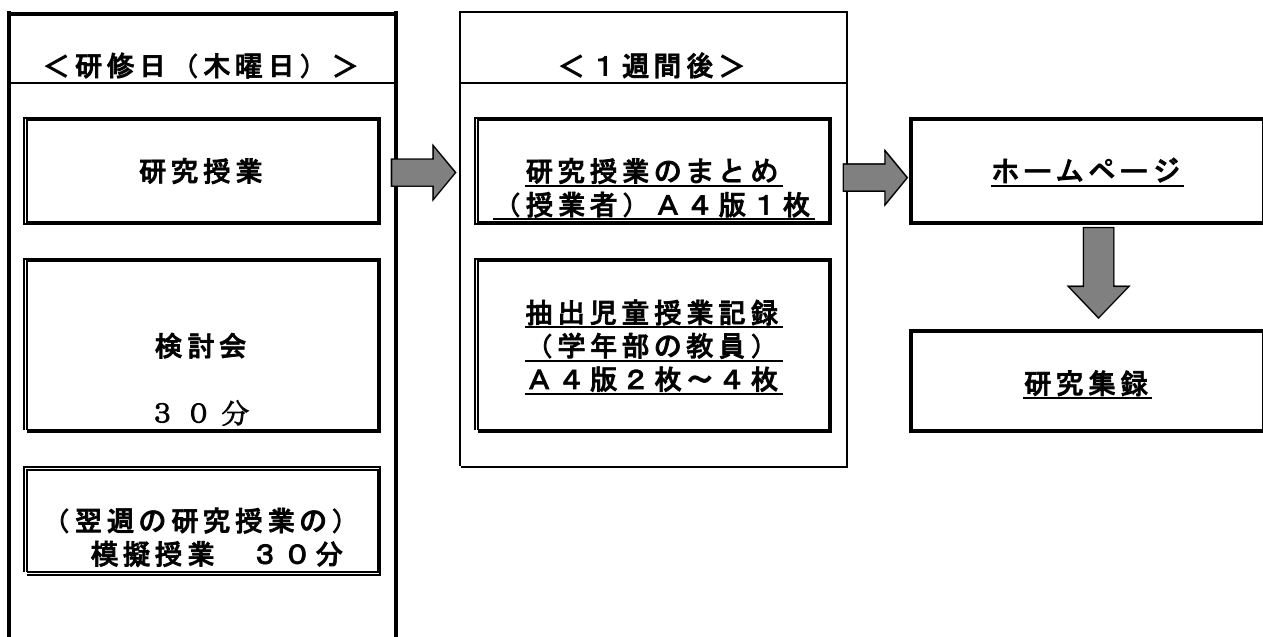 ＜研修日（木曜日）＞
研究授業
検討会
３０分
（翌週の研究授業の）
模擬授業　３０分
＜１週間後＞
研究授業のまとめ
（授業者）Ａ４版１枚
抽出児童授業記録
（学年部の教員）
Ａ４版２枚～４枚
ホームページ
研究集録